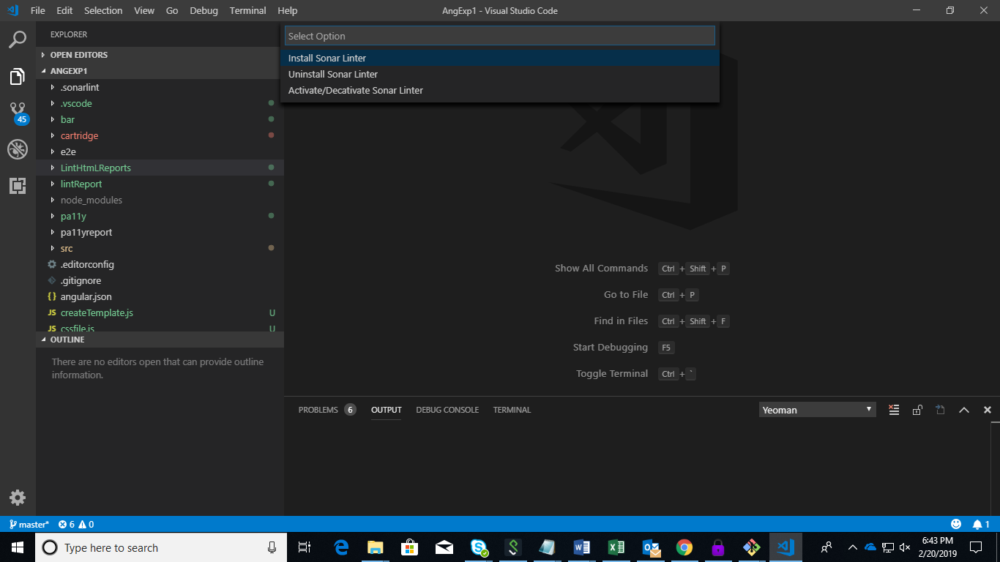 File Edit Selection View Go Debug Terminal Help AngExp1 - Visual Studio Code
EXPLORER
OPEN EDITORS
ANGEXP1
.sonarlint
.vscode
bar
cartridge
e2e
LintHtmLReports
lintReport
node_modules
pa11y
pa11yreport
src
.editorconfig
.gitignore
{ } angular.json
JS createTemplate.js U
JS cssfile.js U
OUTLINE
There are no editors open that can provide outline
information.
45
Select Option
Install Sonar Linter
Uninstall Sonar Linter
Activate/Decativate Sonar Linter
Show All Commands Ctrl + Shift + P
Go to File Ctrl + P
Find in Files Ctrl + Shift + F
Start Debugging F5
Toggle Terminal Ctrl + `
PROBLEMS 6 OUTPUT DEBUG CONSOLE TERMINAL Yeoman
master* 6 0 1
Type here to search
6:43 PM
2/20/2019